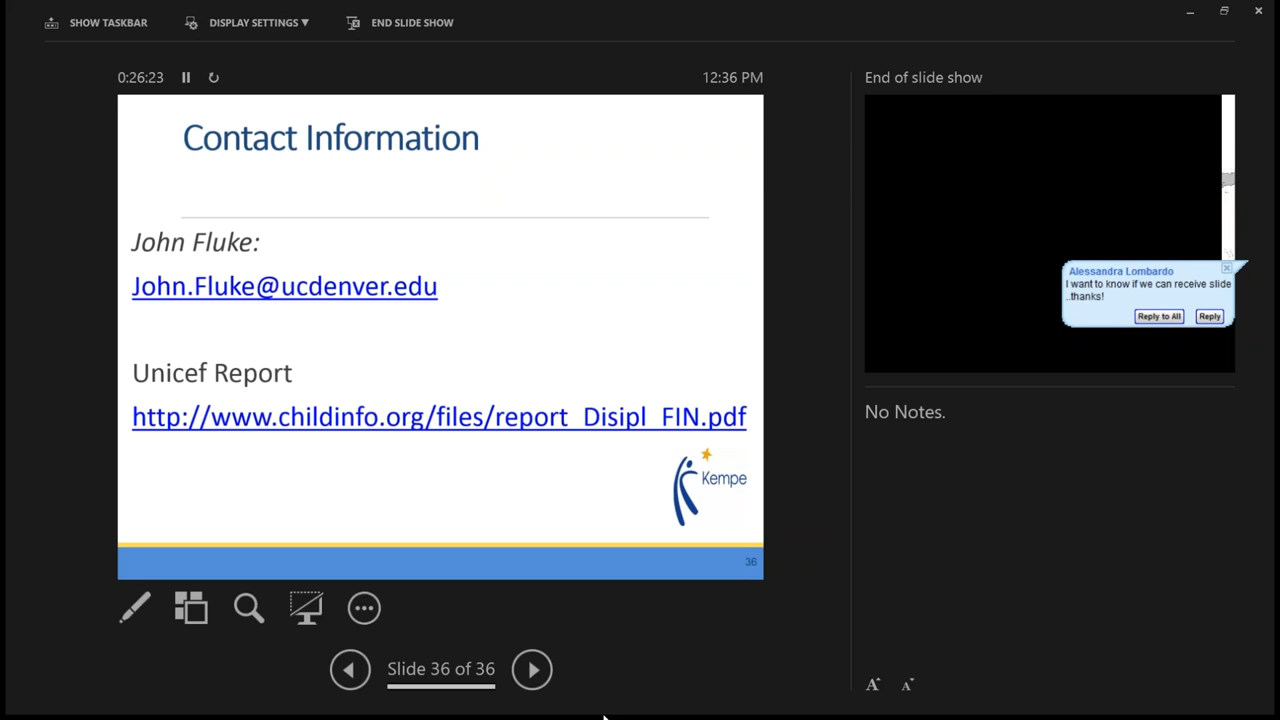 SHOW TASKBAR
DISPLAY SETTINGS ▼
END SLIDE SHOW
0:26:23
12:36 PM
End of slide show
Contact Information
John Fluke:
John.Fluke@ucdenver.edu
Unicef Report
http://www.childinfo.org/files/report_Disipl_FIN.pdf
Kempe
36
Alessandra Lombardo
I want to know if we can receive slide
..thanks!
Reply to All
Reply
No Notes.
Slide 36 of 36
A A